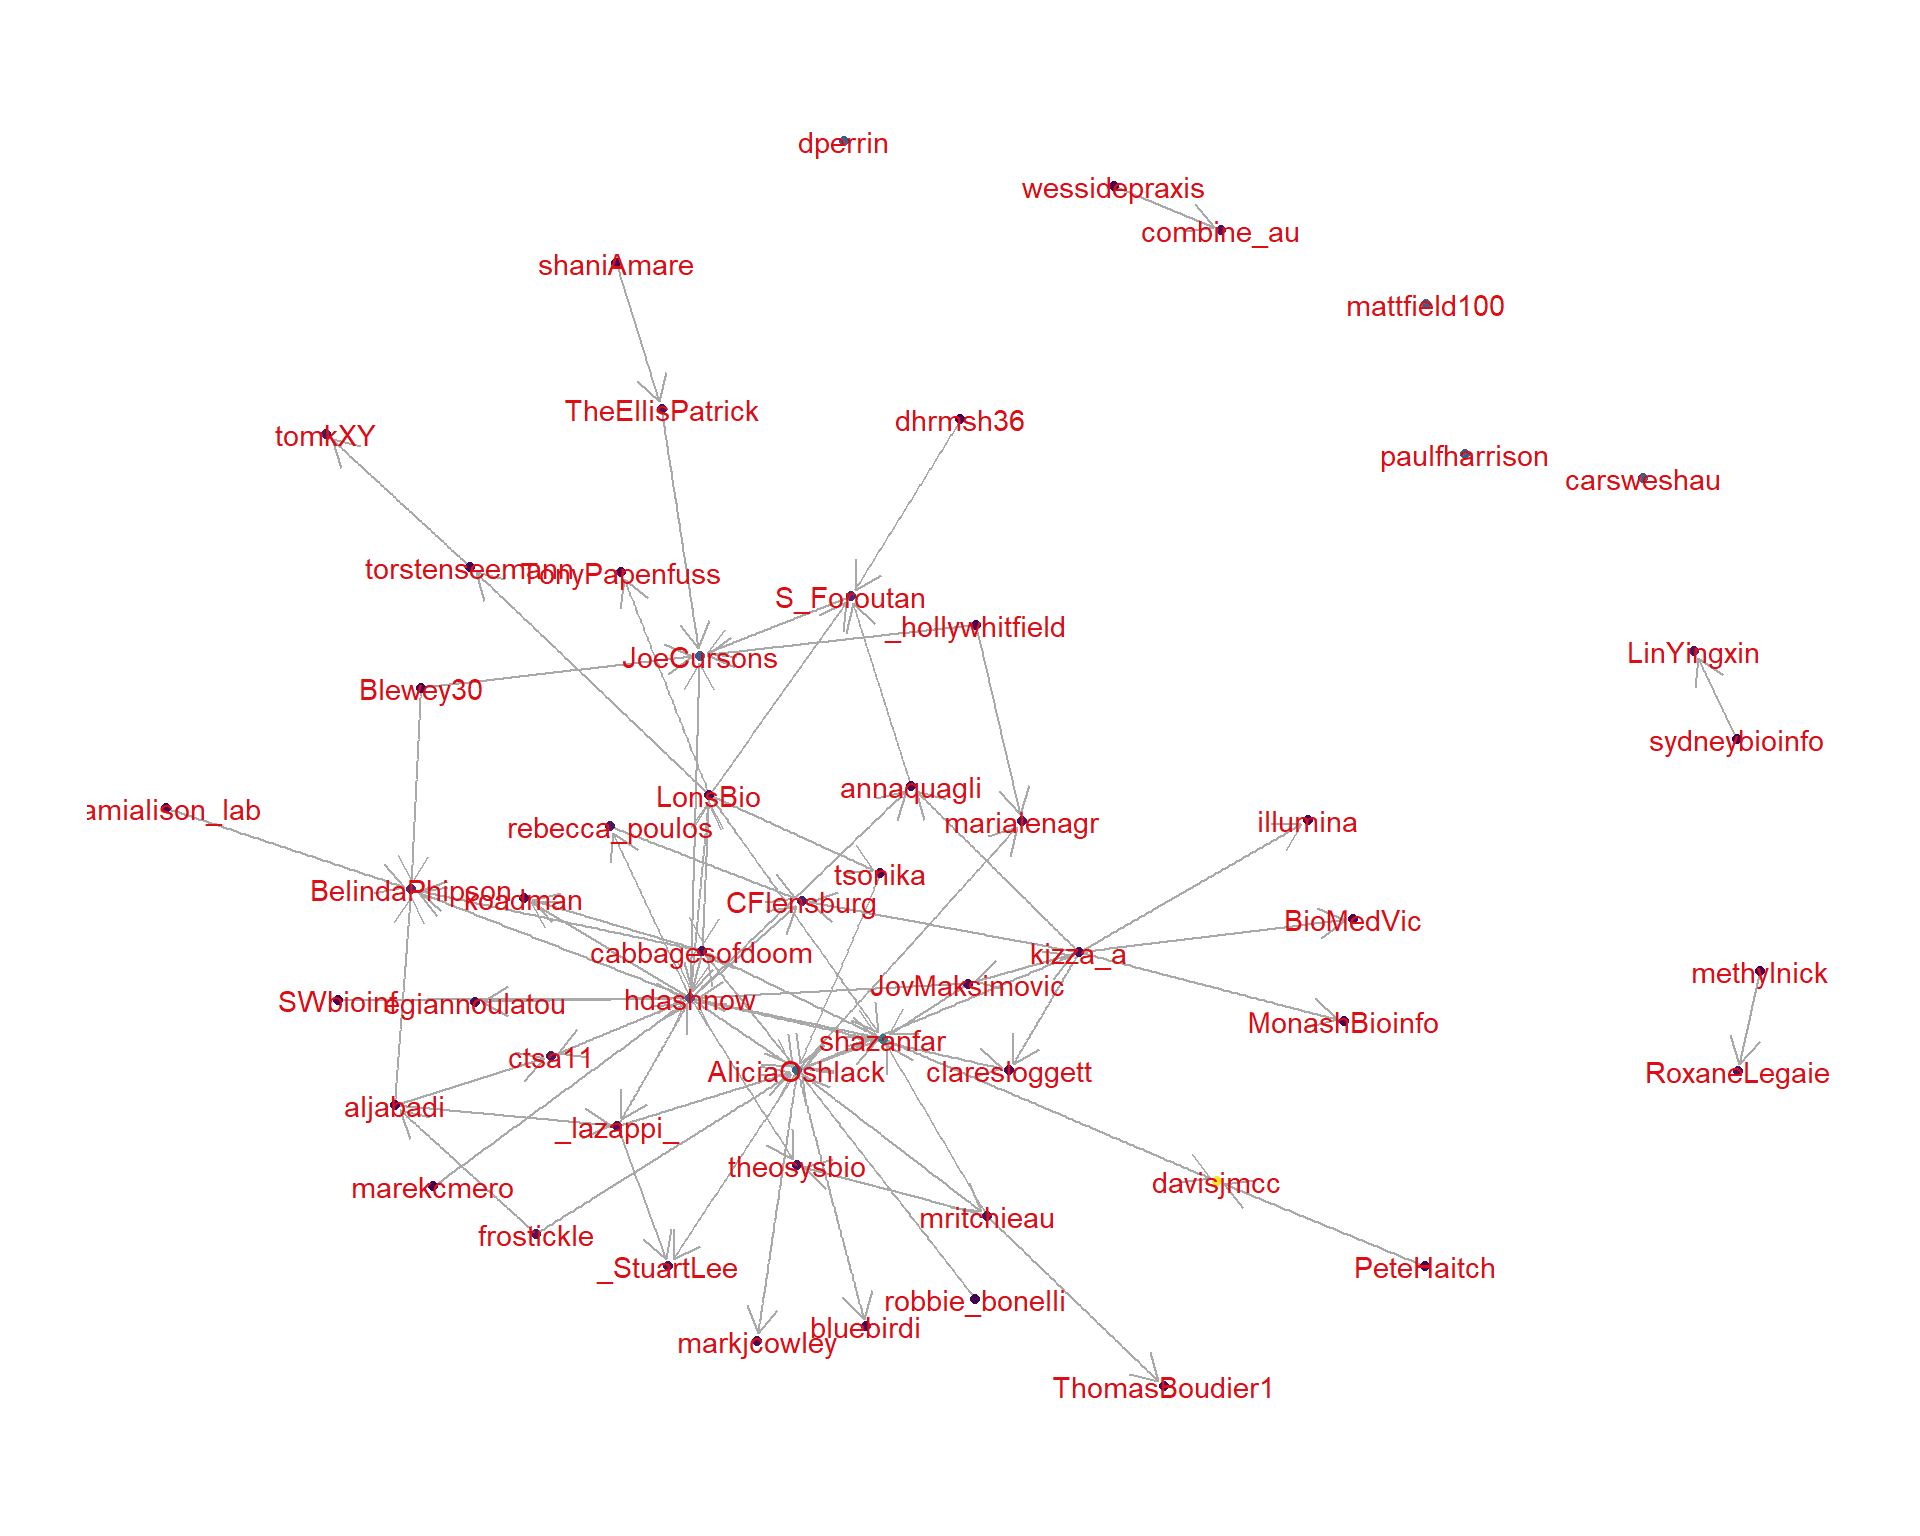 dperrin
wessidepraxis
combine_au
shaniAmare
mattfield100
TheEllisPatrick
dhrmsh36
tomkXY
paulfharrison
carsweshau
torstenseemann
TonyPapenfuss
S_Foroutan
_hollywhitfield
JoeCursons
LinYingxin
Blewey30
sydneybioinfo
annaquagli
LonsBio
amialison_lab
rebecca_poulos
marialenagr
illumina
tsonika
BelindaPhipson
koadman
CFlensburg
BioMedVic
cabbagesofdoom
kizza_a
methylnick
JovMaksimovic
SWbioinf
egiannoulatou
hdashnow
MonashBioinfo
shazanfar
ctsa11
AliciaOshlack
claresloggett
RoxaneLegaie
aljabadi
_lazappi_
theosysbio
davisjmcc
marekcmero
mritchieau
frostickle
_StuartLee
PeteHaitch
robbie_bonelli
bluebirdi
markjcowley
ThomasBoudier1